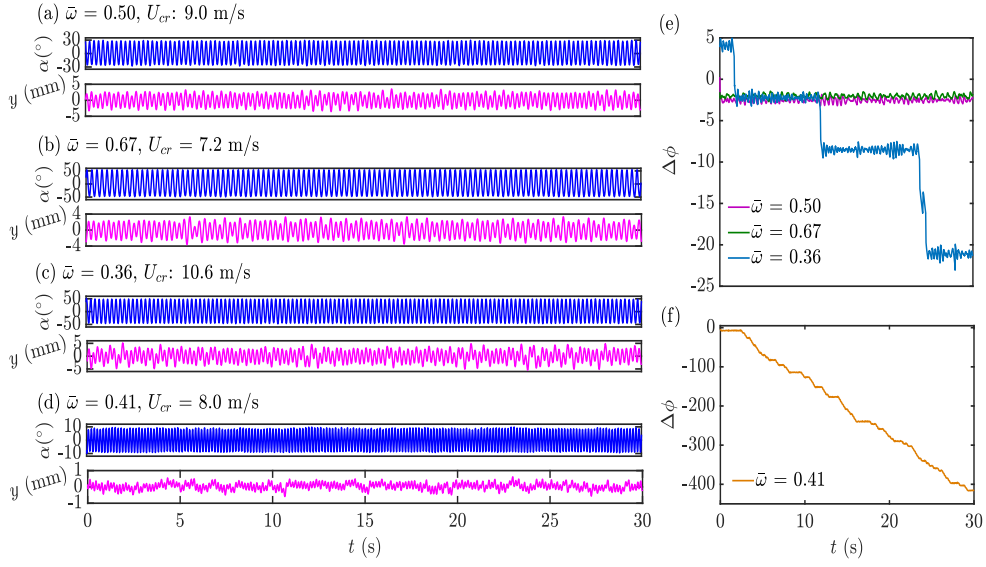 (a) ω̄ = 0.50, U_cr: 9.0 m/s
α(°)
30
0
-30
y (mm)
5
0
-5
(b) ω̄ = 0.67, U_cr = 7.2 m/s
α(°)
50
0
-50
y (mm)
4
0
-4
(c) ω̄ = 0.36, U_cr: 10.6 m/s
α(°)
50
0
-50
y (mm)
5
0
-5
(d) ω̄ = 0.41, U_cr = 8.0 m/s
α(°)
10
0
-10
y (mm)
1
0
-1
0 5 10 15 20 25 30
t (s)
(e)
5
0
-5
-10
-15
-20
-25
Δϕ
ω̄ = 0.50
ω̄ = 0.67
ω̄ = 0.36
0 10 20 30
(f)
0
-100
-200
-300
-400
Δϕ
ω̄ = 0.41
0 10 20 30
t (s)